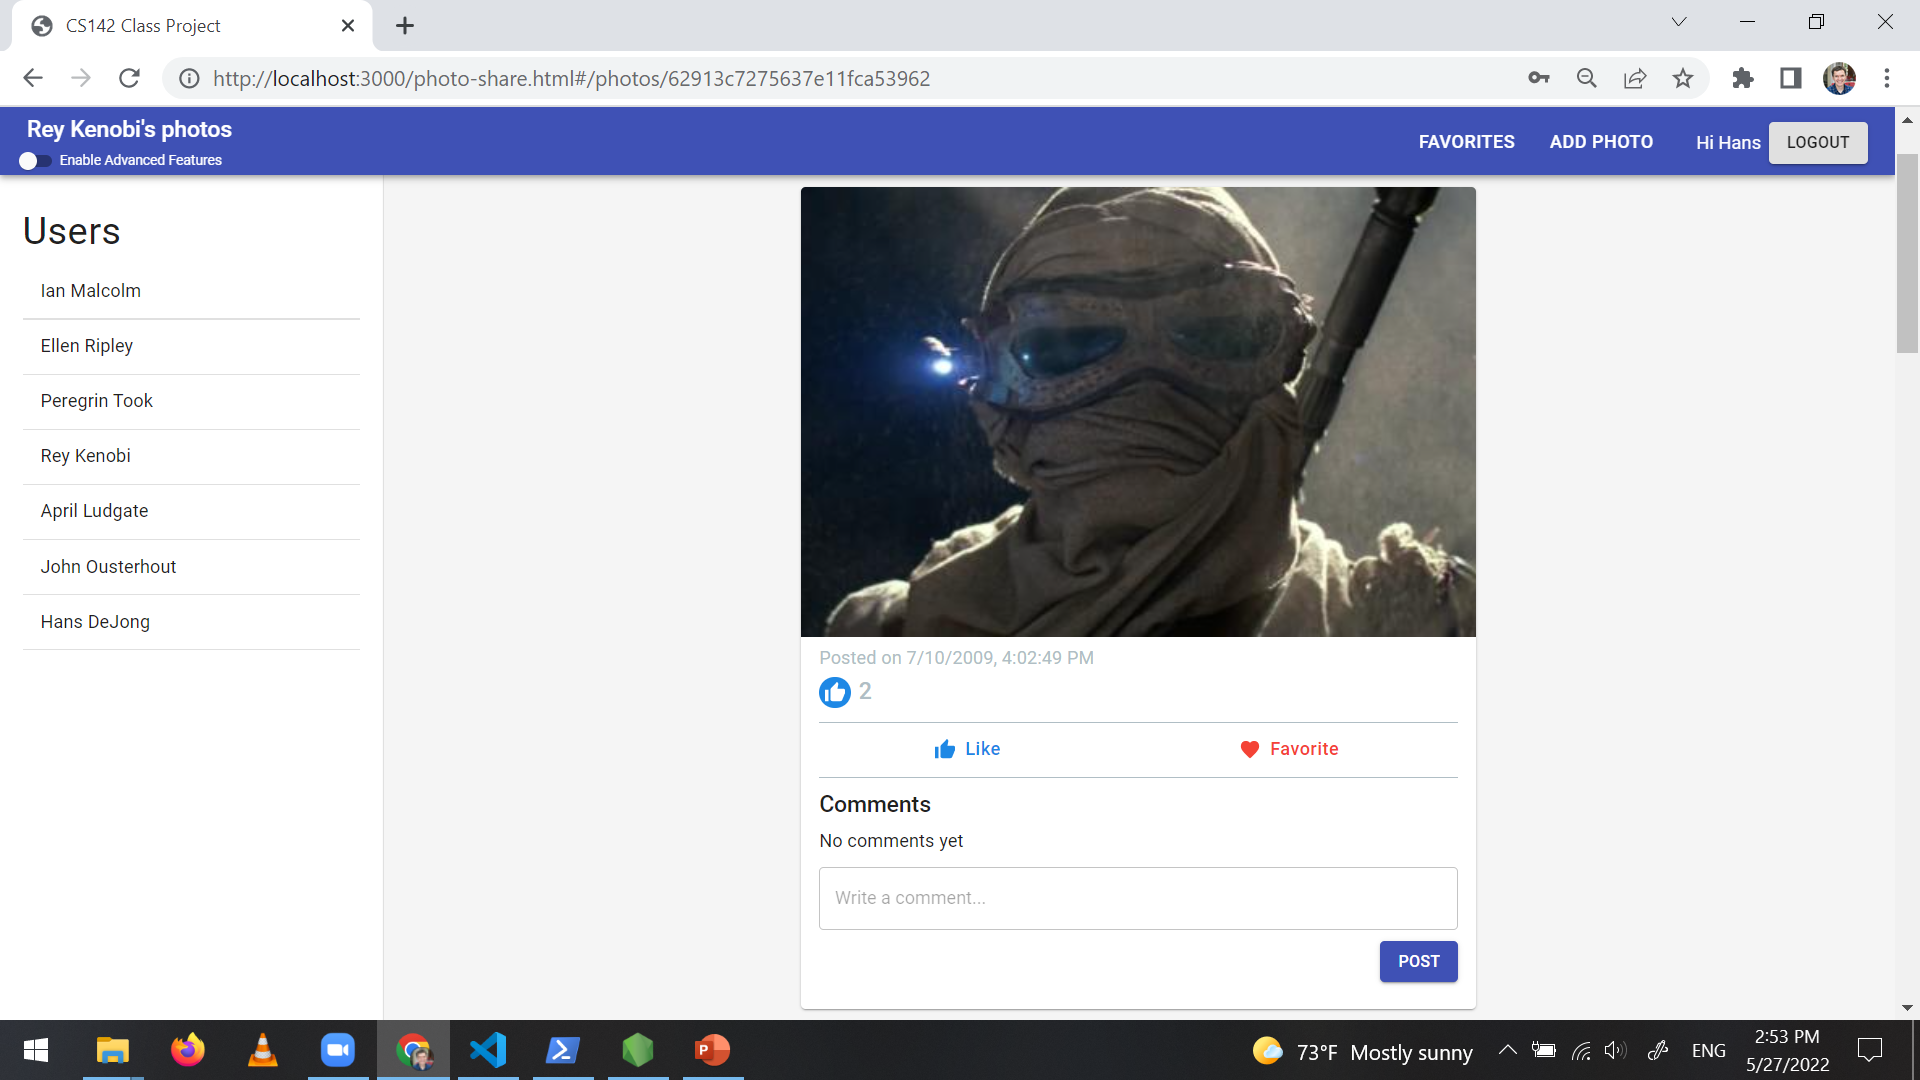 CS142 Class Project
http://localhost:3000/photo-share.html#/photos/62913c7275637e11fca53962
Rey Kenobi's photos
Enable Advanced Features
FAVORITES
ADD PHOTO
Hi Hans
LOGOUT
Users
Ian Malcolm
Ellen Ripley
Peregrin Took
Rey Kenobi
April Ludgate
John Ousterhout
Hans DeJong
Posted on 7/10/2009, 4:02:49 PM
2
Like
Favorite
Comments
No comments yet
Write a comment...
POST
P
73°F Mostly sunny
ENG
2:53 PM
5/27/2022